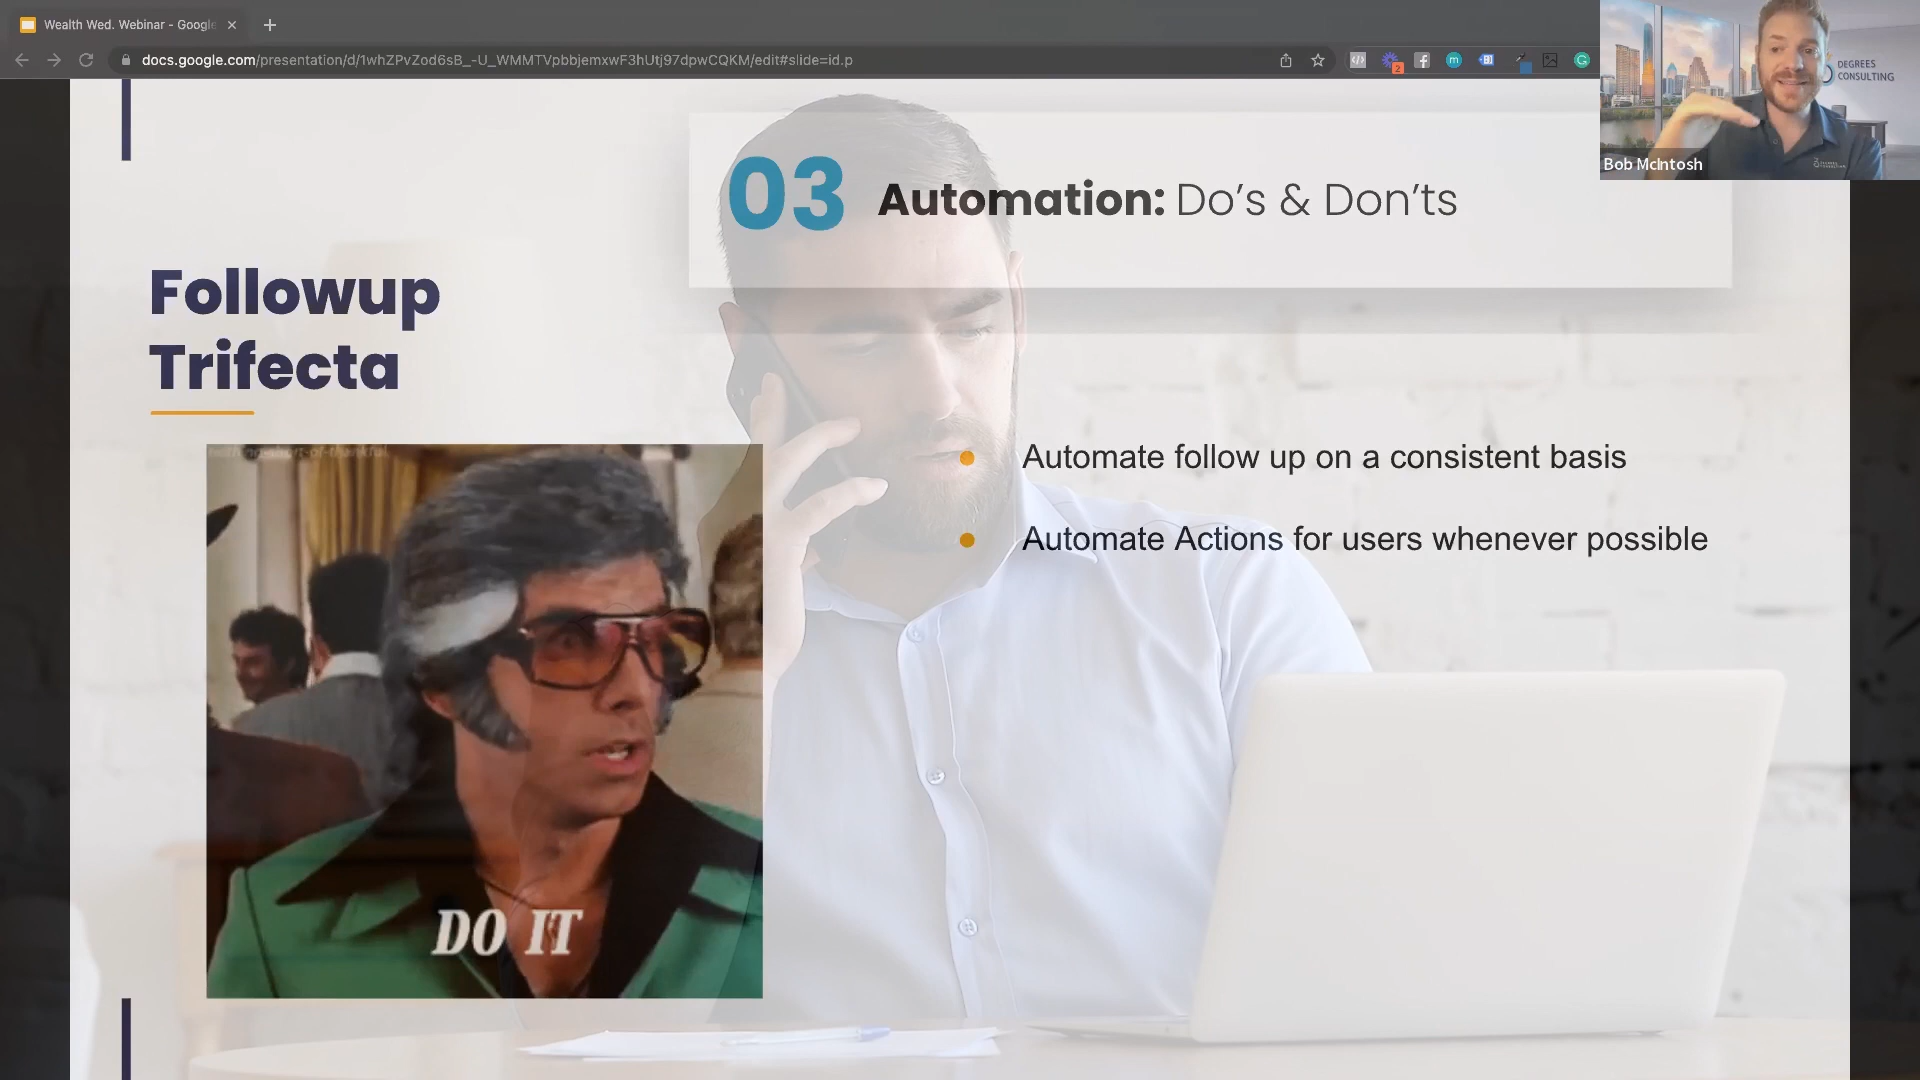 Wealth Wed. Webinar - Google
docs.google.com/presentation/d/1whZPvZod6sB_-U_WMMTVpbbjemxwF3hUtj97dpwCQKM/edit#slide=id.p
2
DEGREES
CONSULTING
Bob McIntosh
03 Automation: Do's & Don'ts
Followup
Trifecta
Automate follow up on a consistent basis
Automate Actions for users whenever possible
DO IT